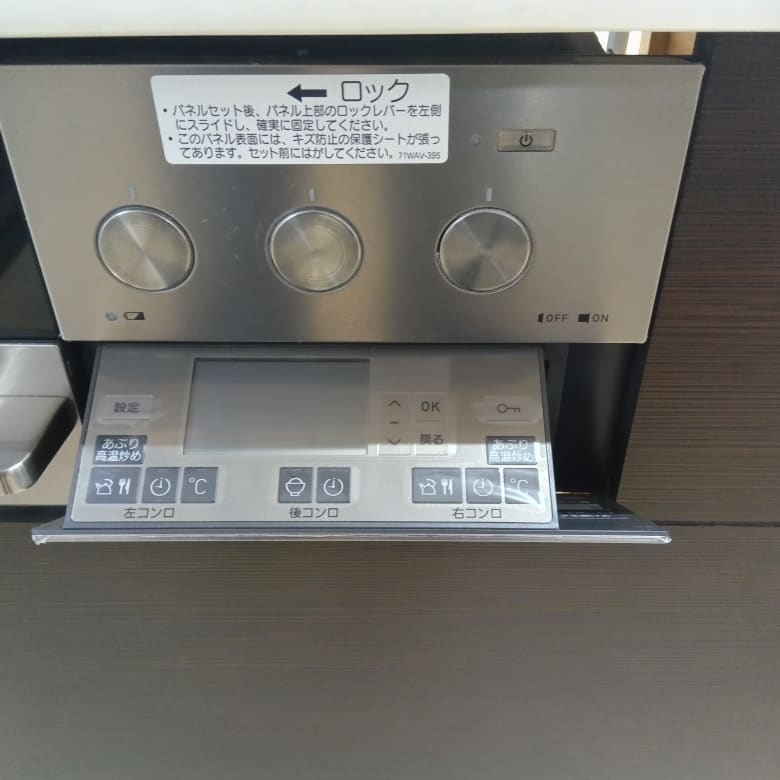 ← ロック
・パネルセット後、パネル上部のロックレバーを左側
にスライドし、確実に固定してください。
・このパネル表面には、キズ防止の保護シートが張っ
てあります。セット前にはがしてください。 71WAV-395
OFF ON
設定 OK
戻る
あぶり
高温炒め
あぶり
高温炒め
℃ ℃
左コンロ 後コンロ 右コンロ